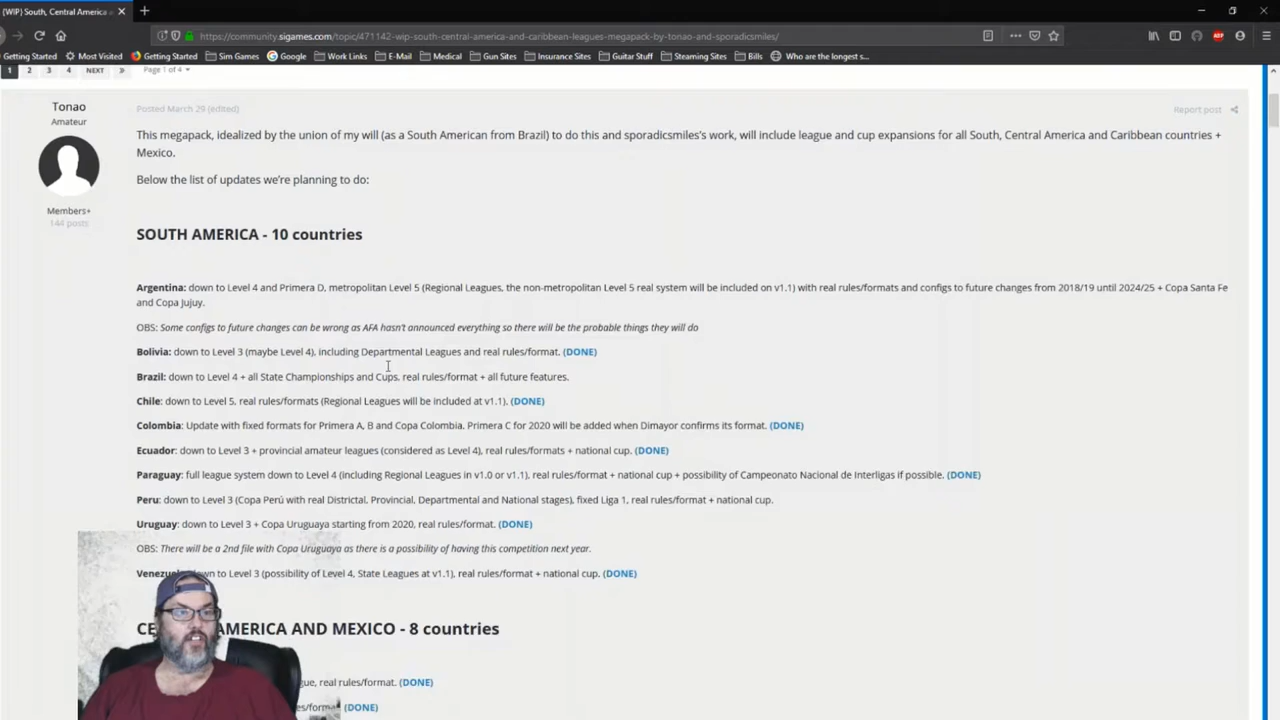 (WIP) South, Central America a
https://community.sigames.com/topic/471142-wip-south-central-america-and-caribbean-leagues-megapack-by-tonao-and-sporadicsmiles/
Getting Started Most Visited Getting Started Sim Games Google Work Links E-Mail Medical Gun Sites Insurance Sites Guitar Stuff Steaming Sites Bills Who are the longest s...
1 2 3 4 NEXT » Page 1 of 4
Tonao
Amateur
Members+
144 posts
Posted March 29 (edited)
Report post
This megapack, idealized by the union of my will (as a South American from Brazil) to do this and sporadicsmiles's work, will include league and cup expansions for all South, Central America and Caribbean countries +
Mexico.
Below the list of updates we're planning to do:
SOUTH AMERICA - 10 countries
Argentina: down to Level 4 and Primera D, metropolitan Level 5 (Regional Leagues, the non-metropolitan Level 5 real system will be included on v1.1) with real rules/formats and configs to future changes from 2018/19 until 2024/25 + Copa Santa Fe
and Copa Jujuy.
OBS: Some configs to future changes can be wrong as AFA hasn't announced everything so there will be the probable things they will do
Bolivia: down to Level 3 (maybe Level 4), including Departmental Leagues and real rules/format. (DONE)
Brazil: down to Level 4 + all State Championships and Cups, real rules/format + all future features.
Chile: down to Level 5, real rules/formats (Regional Leagues will be included at v1.1). (DONE)
Colombia: Update with fixed formats for Primera A, B and Copa Colombia. Primera C for 2020 will be added when Dimayor confirms its format. (DONE)
Ecuador: down to Level 3 + provincial amateur leagues (considered as Level 4), real rules/formats + national cup. (DONE)
Paraguay: full league system down to Level 4 (including Regional Leagues in v1.0 or v1.1), real rules/format + national cup + possibility of Campeonato Nacional de Interligas if possible. (DONE)
Peru: down to Level 3 (Copa Perú with real Districtal, Provincial, Departmental and National stages), fixed Liga 1, real rules/format + national cup.
Uruguay: down to Level 3 + Copa Uruguaya starting from 2020, real rules/format. (DONE)
OBS: There will be a 2nd file with Copa Uruguaya as there is a possibility of having this competition next year.
Venezuela: down to Level 3 (possibility of Level 4, State Leagues at v1.1), real rules/format + national cup. (DONE)
CE AMERICA AND MEXICO - 8 countries
gue, real rules/format. (DONE)
es/format (DONE)